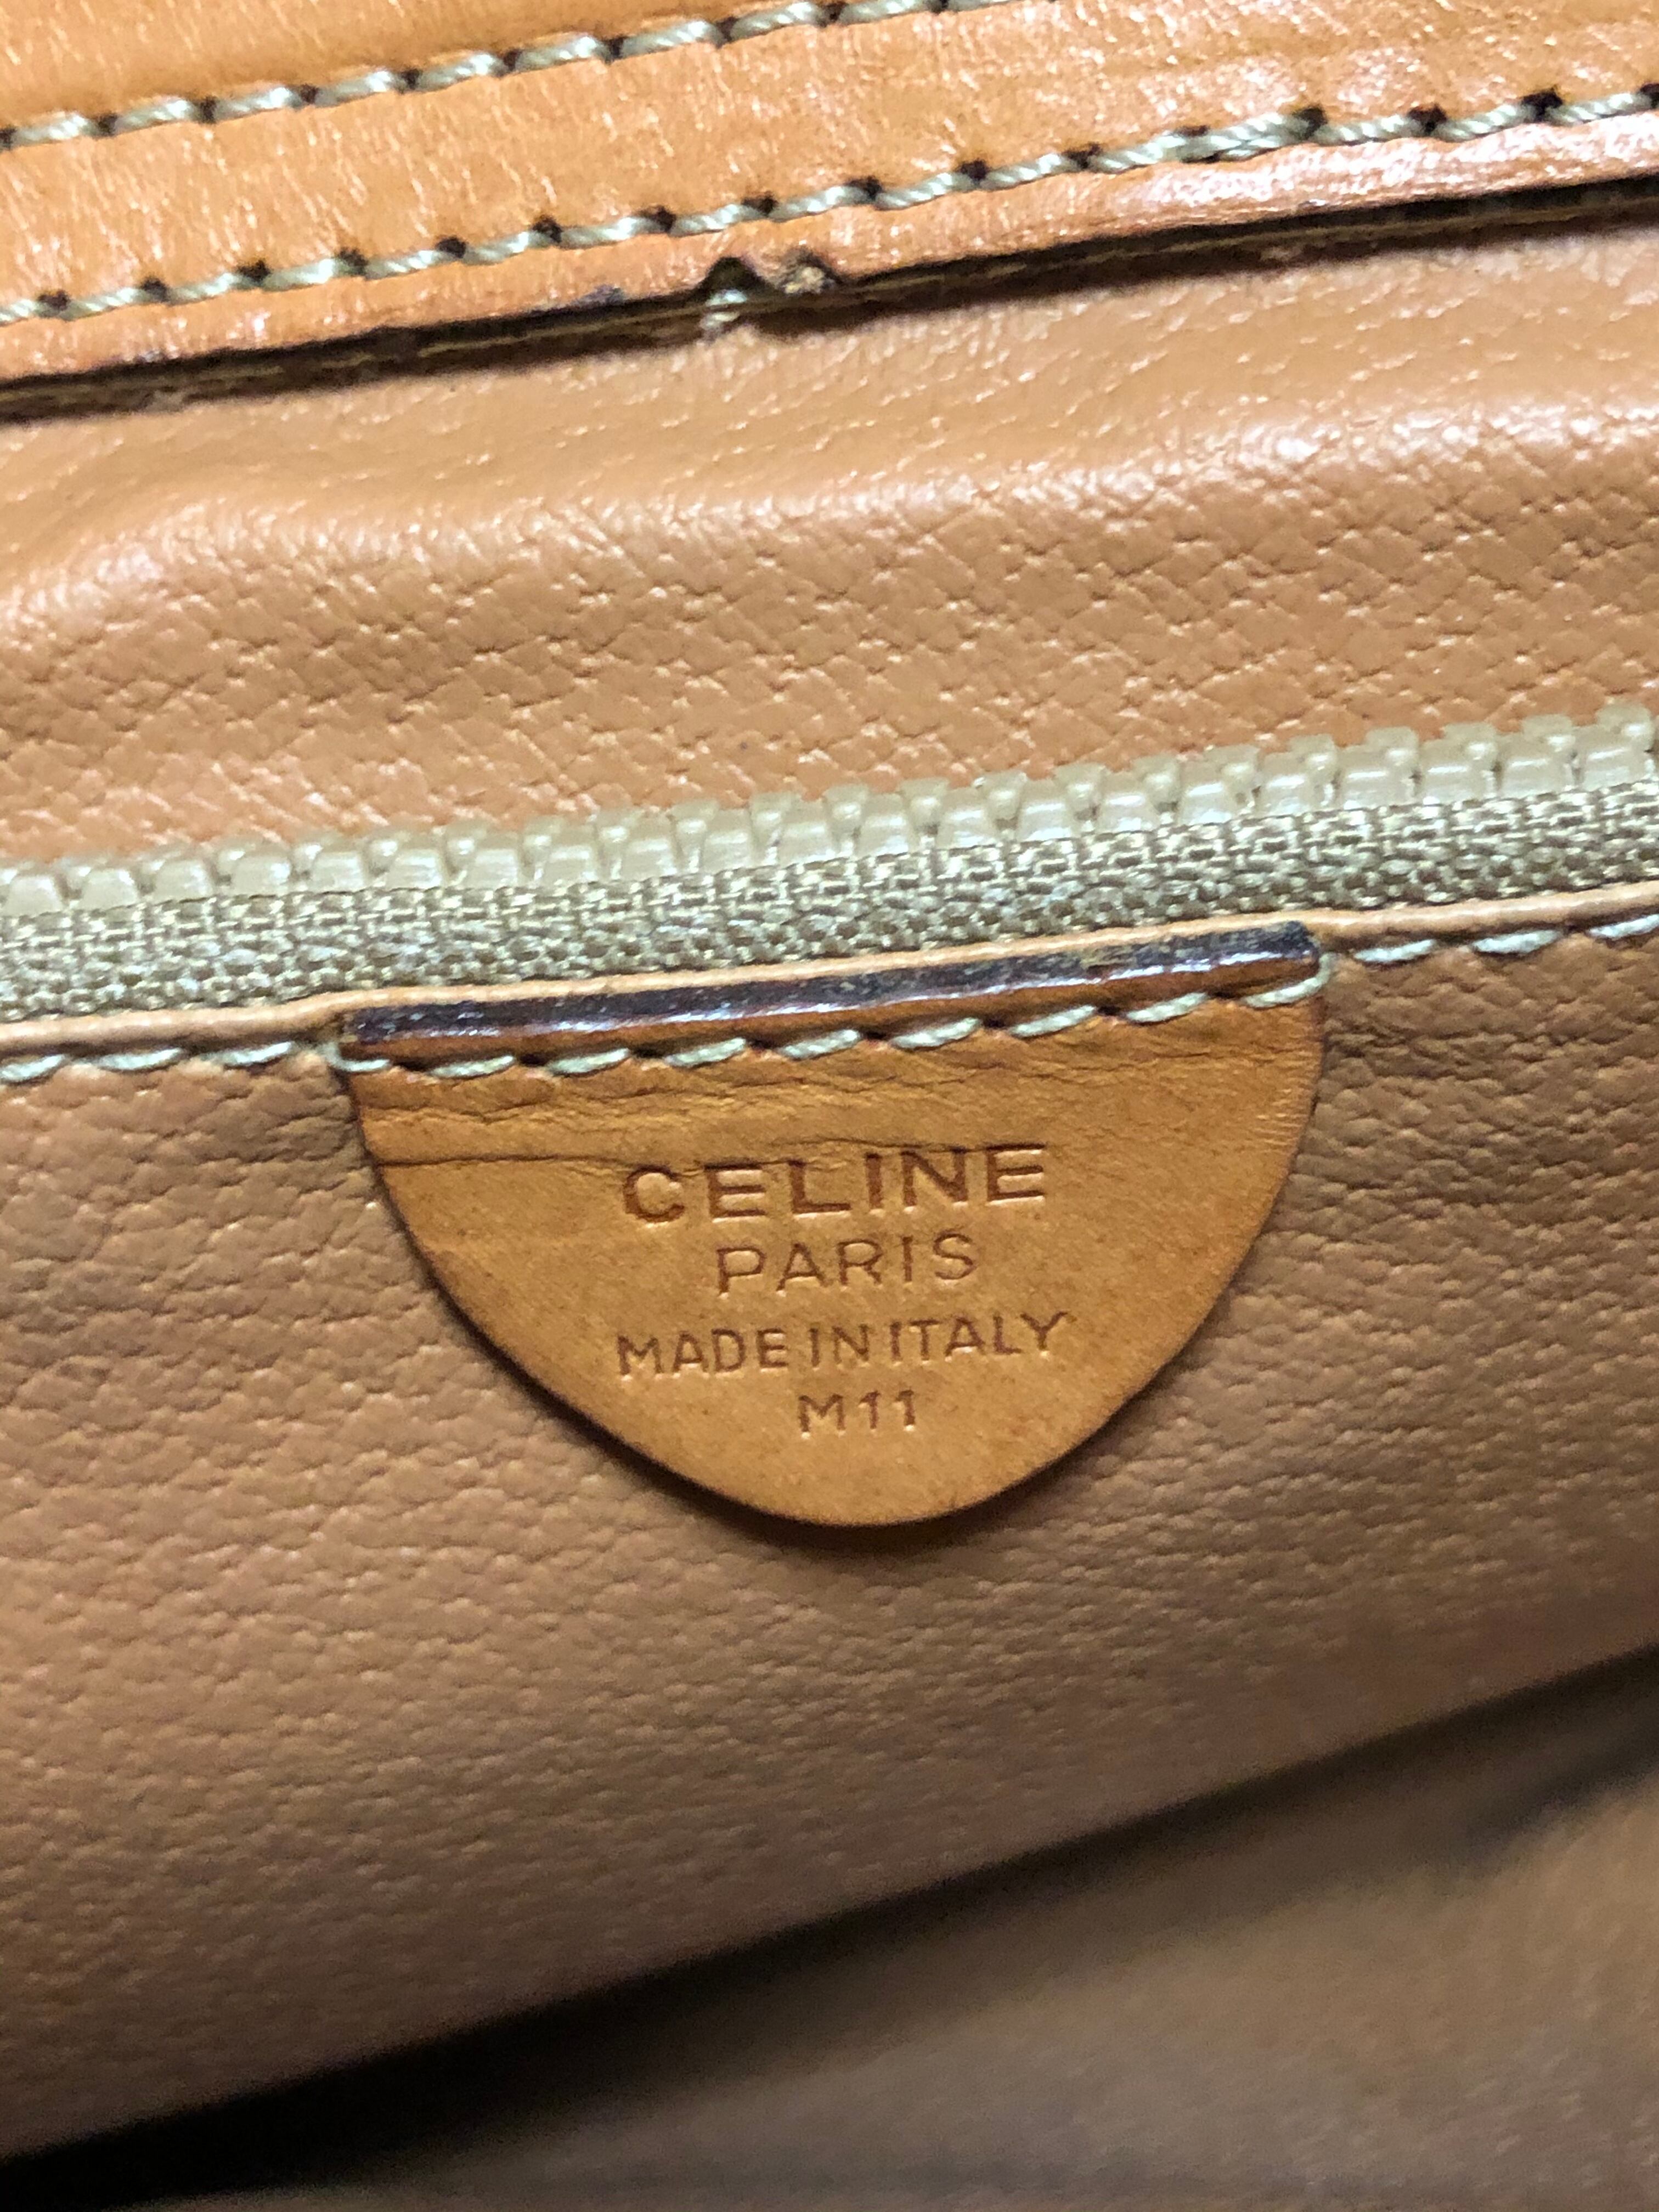 CELINE
PARIS
MADE IN ITALY
M11